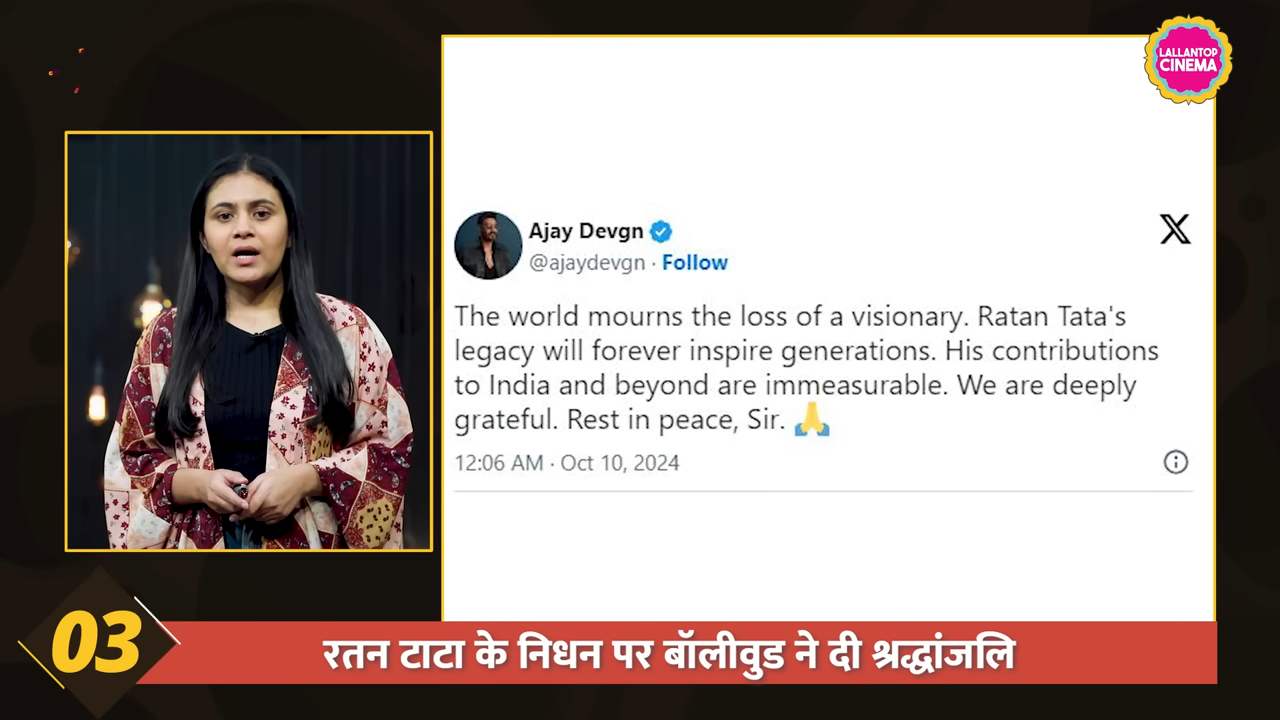 LALLANTOP
CINEMA
Ajay Devgn
@ajaydevgn · Follow
The world mourns the loss of a visionary. Ratan Tata's
legacy will forever inspire generations. His contributions
to India and beyond are immeasurable. We are deeply
grateful. Rest in peace, Sir. 🙏
12:06 AM · Oct 10, 2024
03
रतन टाटा के निधन पर बॉलीवुड ने दी श्रद्धांजलि